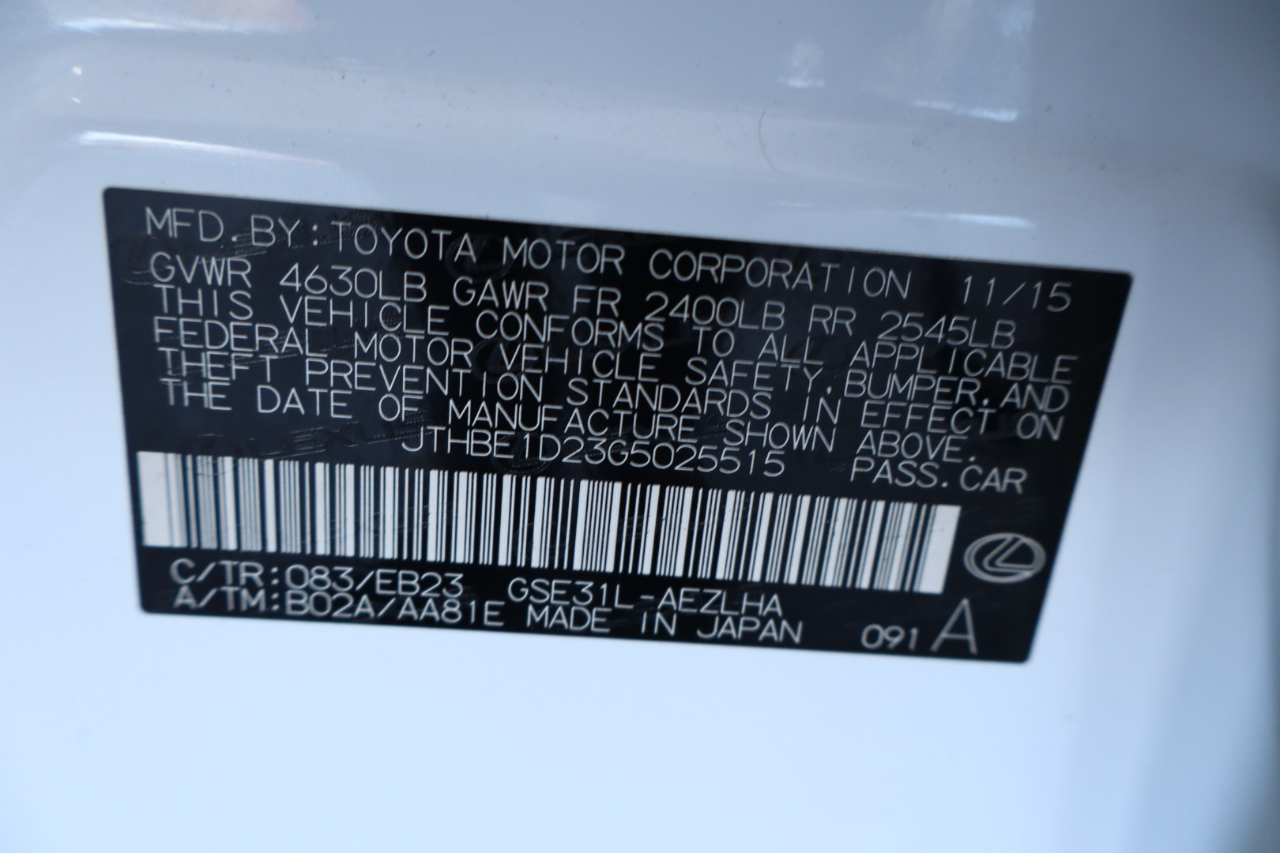 MFD.BY:TOYOTA MOTOR CORPORATION 11/15
GVWR 4630LB GAWR FR 2400LB RR 2545LB
THIS VEHICLE CONFORMS TO ALL APPLICABLE
FEDERAL MOTOR VEHICLE SAFETY,BUMPER,AND
THEFT PREVENTION STANDARDS IN EFFECT ON
THE DATE OF MANUFACTURE SHOWN ABOVE.
JTHBE1D23G5025515 PASS.CAR
C/TR:083/EB23 GSE31L-AEZLHA
A/TM:B02A/AA81E MADE IN JAPAN 091 A